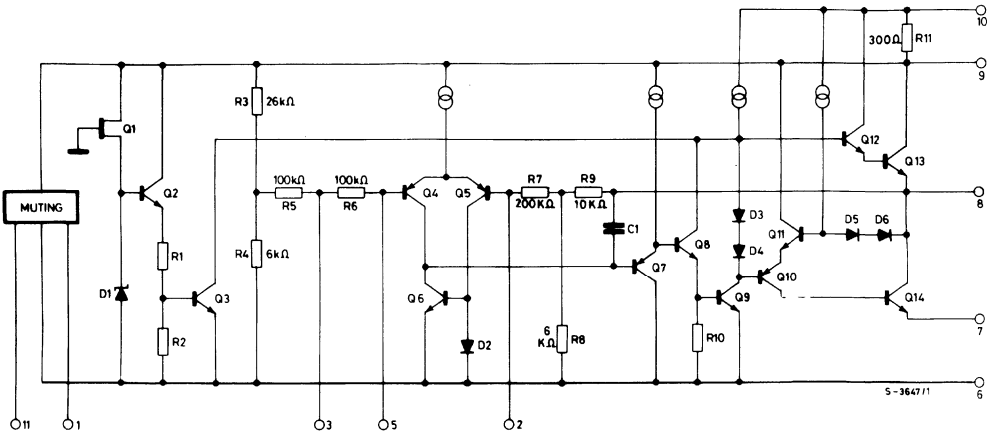 10
300Ω R11
9
R3 26kΩ
Q1
Q12
Q13
Q2
100kΩ
R5
100kΩ
R6
Q4
Q5
R7
200KΩ
R9
10KΩ
8
MUTING
C1
D3
D5
D6
Q11
R1
R4 6kΩ
Q7
Q8
D4
Q10
D1
Q3
Q6
Q9
Q14
7
R2
D2
6
KΩ
R8
R10
S-3647/1
6
11
1
3
5
2